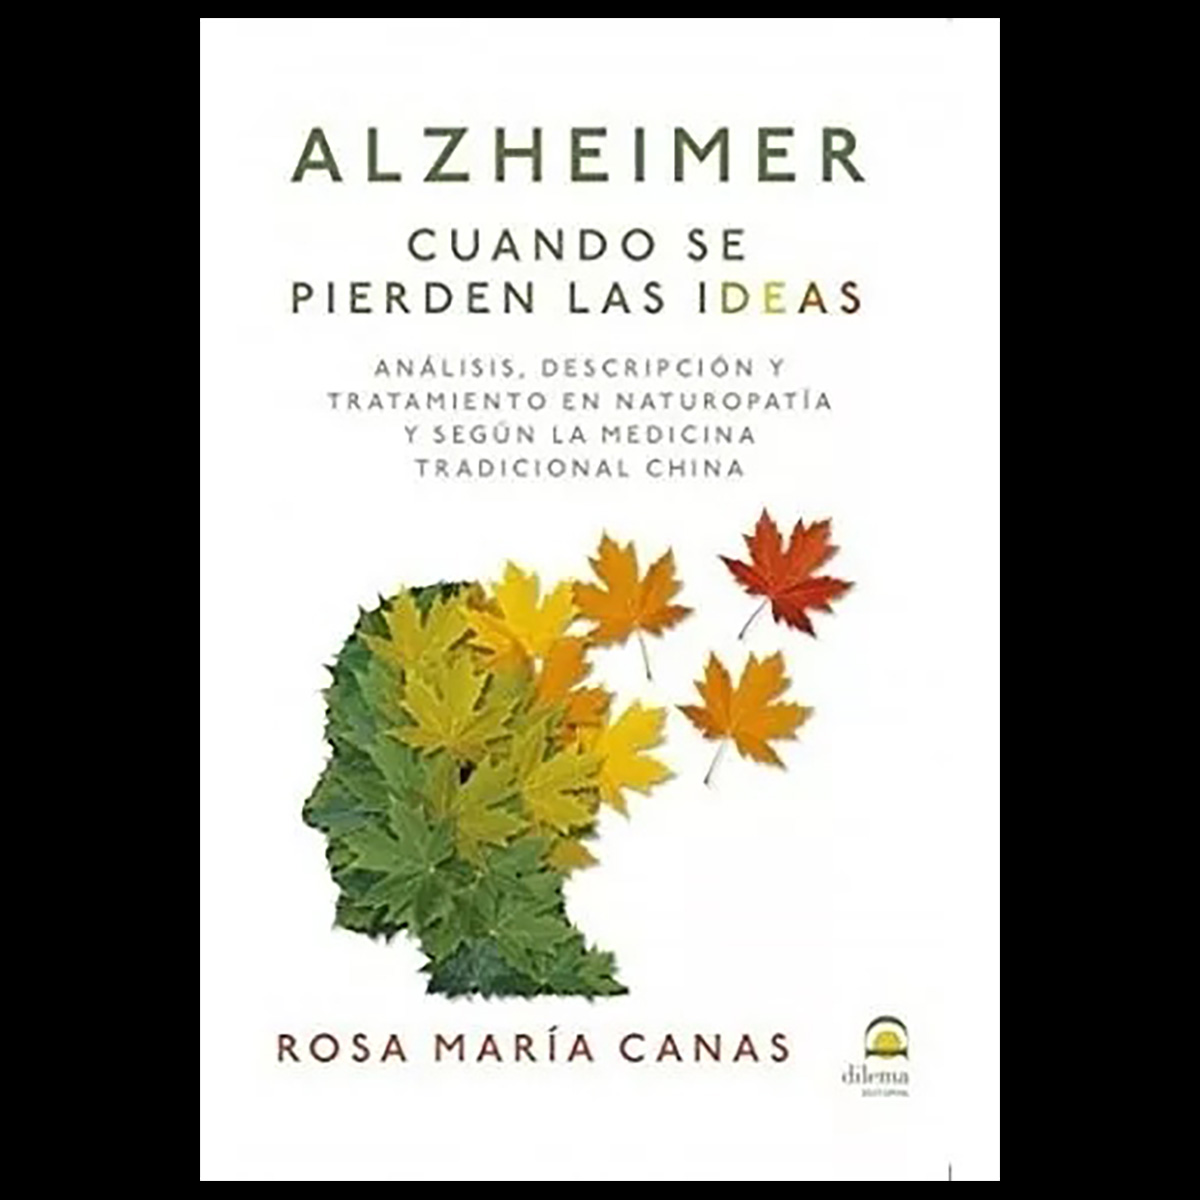 ALZHEIMER
CUANDO SE
PIERDEN LAS IDEAS
ANÁLISIS, DESCRIPCIÓN Y
TRATAMIENTO EN NATUROPATÍA
Y SEGÚN LA MEDICINA
TRADICIONAL CHINA
ROSA MARÍA CANAS
dilema